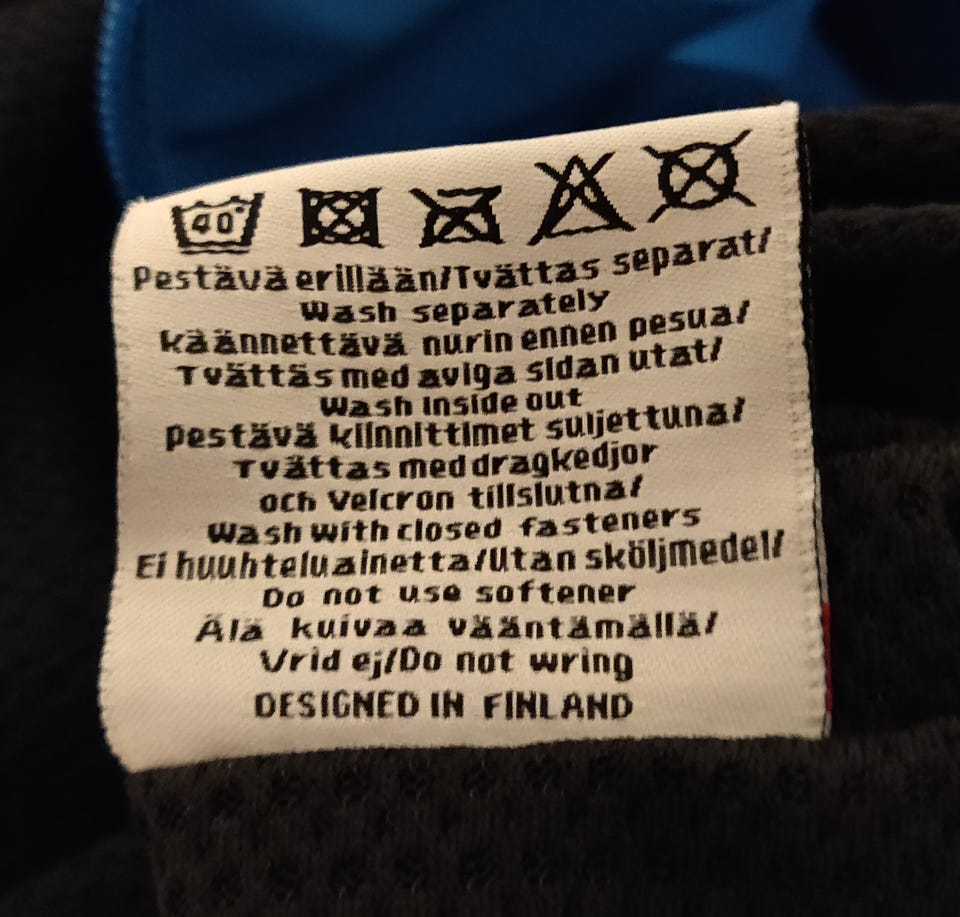 40°
Pestävä erillään/Tvättas separat/
Wash separately
käännettävä nurin ennen pesua/
Tvättäs med aviga sidan utat/
Wash inside out
Pestävä kiinnittimet suljettuna/
Tvättas med dragkedjor
och Velcron tillslutna/
Wash with closed fasteners
Ei huuhteluainetta/Utan sköljmedel/
Do not use softener
Älä kuivaa vääntämällä/
Vrid ej/Do not wring
DESIGNED IN FINLAND